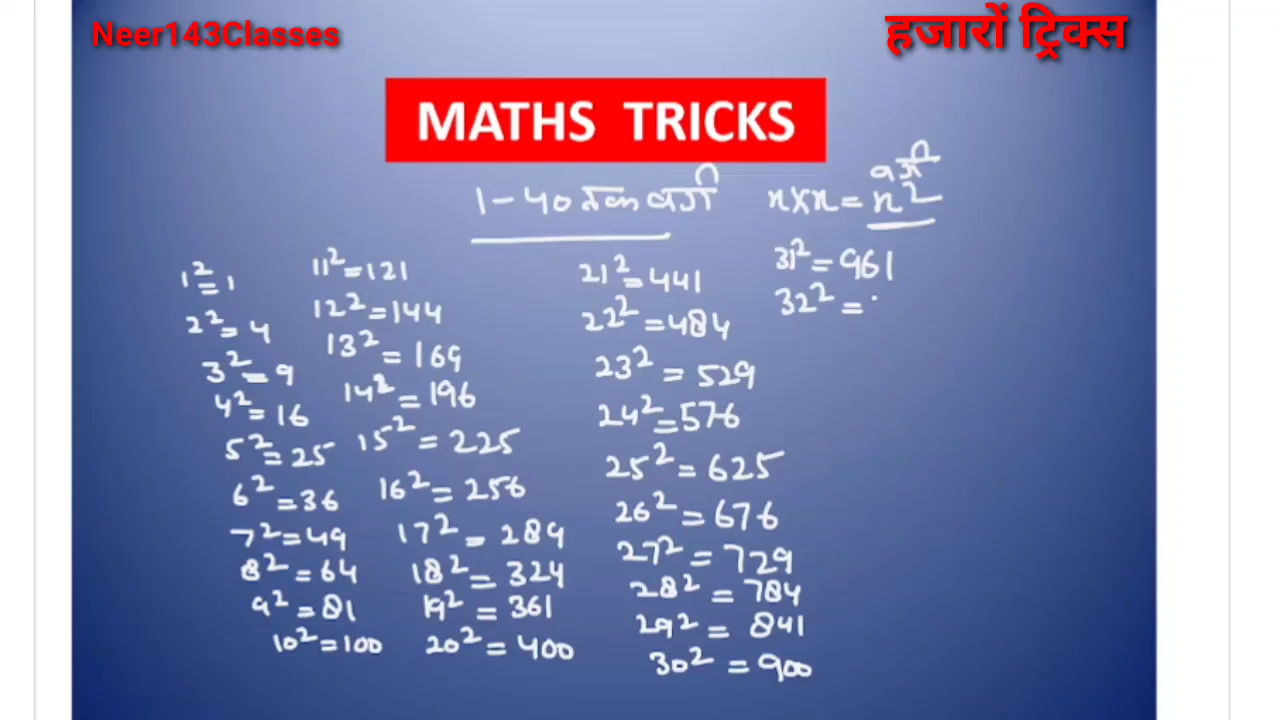 Neer143Classes
हजारों ट्रिक्स
MATHS TRICKS
1-40 तक वर्ग
n×n = n² वर्ग
1² = 1
2² = 4
3² = 9
4² = 16
5² = 25
6² = 36
7² = 49
8² = 64
9² = 81
10² = 100
11² = 121
12² = 144
13² = 169
14² = 196
15² = 225
16² = 256
17² = 289
18² = 324
19² = 361
20² = 400
21² = 441
22² = 484
23² = 529
24² = 576
25² = 625
26² = 676
27² = 729
28² = 784
29² = 841
30² = 900
31² = 961
32² =